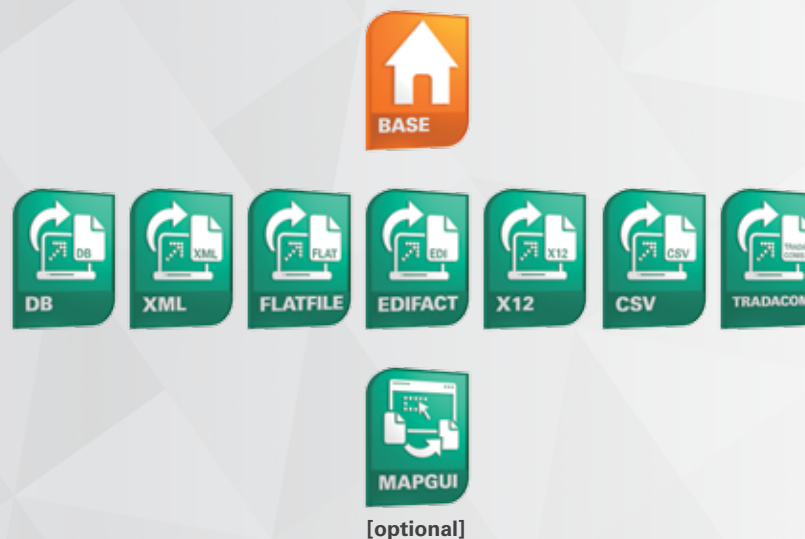 BASE
DB
DB
XML
XML
FLAT
FLATFILE
EDI
EDIFACT
X12
X12
CSV
CSV
TRADACOM
MAPGUI
[optional]